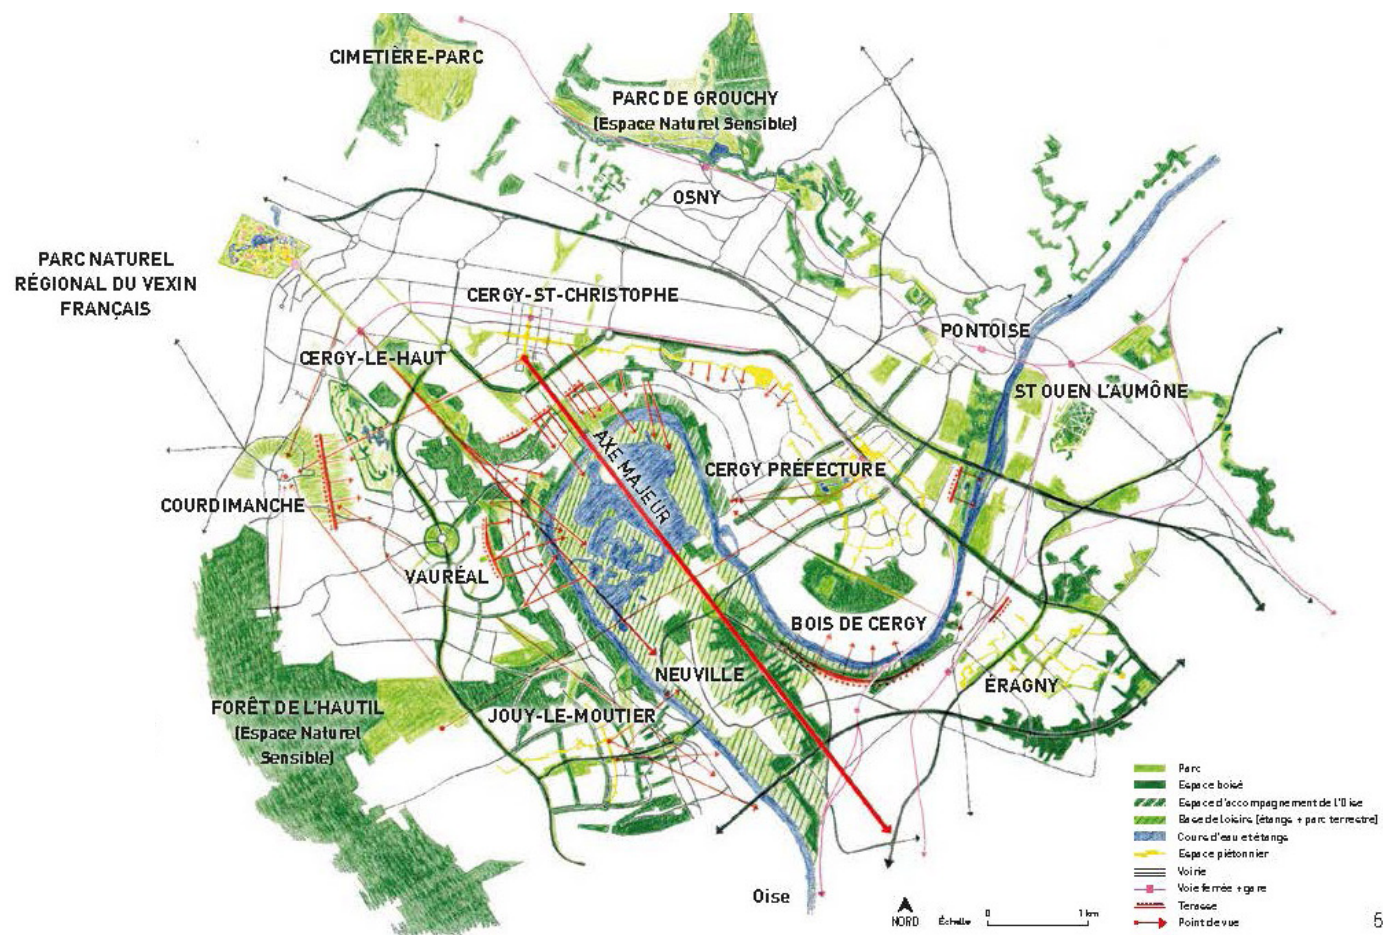 CIMETIÈRE-PARC
PARC DE GROUCHY
(Espace Naturel Sensible)
OSNY
PARC NATUREL
RÉGIONAL DU VEXIN
FRANÇAIS
CERGY-ST-CHRISTOPHE
PONTOISE
CERGY-LE-HAUT
ST OUEN L'AUMÔNE
AXE MAJEUR
CERGY PRÉFECTURE
COURDIMANCHE
VAURÉAL
BOIS DE CERGY
NEUVILLE
ÉRAGNY
FORÊT DE L'HAUTIL
(Espace Naturel
Sensible)
JOUY-LE-MOUTIER
Oise
Parc
Espace boisé
Espace d'accompagnement de l'Oise
Base de loisirs (étangs + parc terrestre)
Cours d'eau et étangs
Espace piétonnier
Voirie
Voie ferrée + gare
Terasse
Point de vue
NORD
Échelle
0
1 km
5